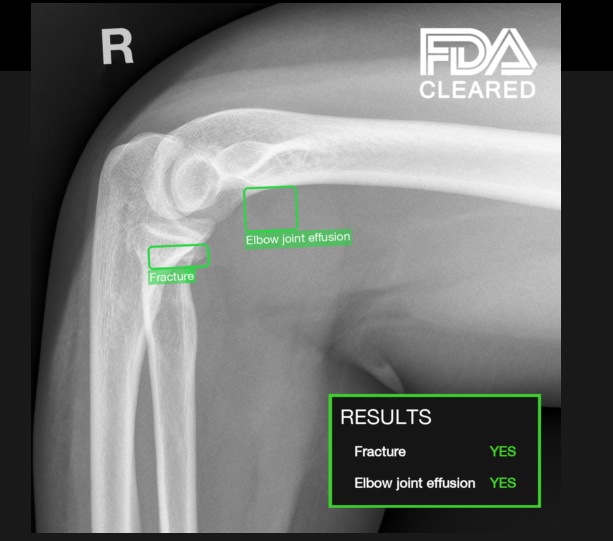 R
FDA
CLEARED
Elbow joint effusion
Fracture
RESULTS
Fracture YES
Elbow joint effusion YES